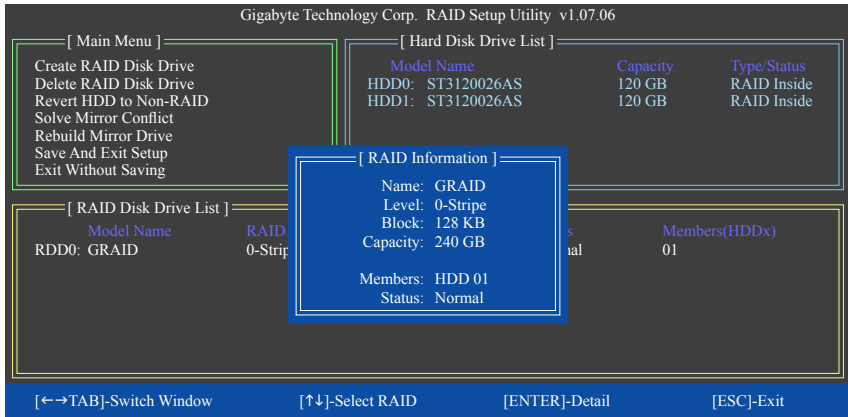 Gigabyte Technology Corp. RAID Setup Utility v1.07.06
[ Main Menu ]
Create RAID Disk Drive
Delete RAID Disk Drive
Revert HDD to Non-RAID
Solve Mirror Conflict
Rebuild Mirror Drive
Save And Exit Setup
Exit Without Saving
[ Hard Disk Drive List ]
Model Name Capacity Type/Status
HDD0: ST3120026AS 120 GB RAID Inside
HDD1: ST3120026AS 120 GB RAID Inside
[ RAID Information ]
Name: GRAID
Level: 0-Stripe
Block: 128 KB
Capacity: 240 GB
Members: HDD 01
Status: Normal
[ RAID Disk Drive List ]
Model Name RAID s Members(HDDx)
RDD0: GRAID 0-Strip al 01
[←→TAB]-Switch Window [↑↓]-Select RAID [ENTER]-Detail [ESC]-Exit